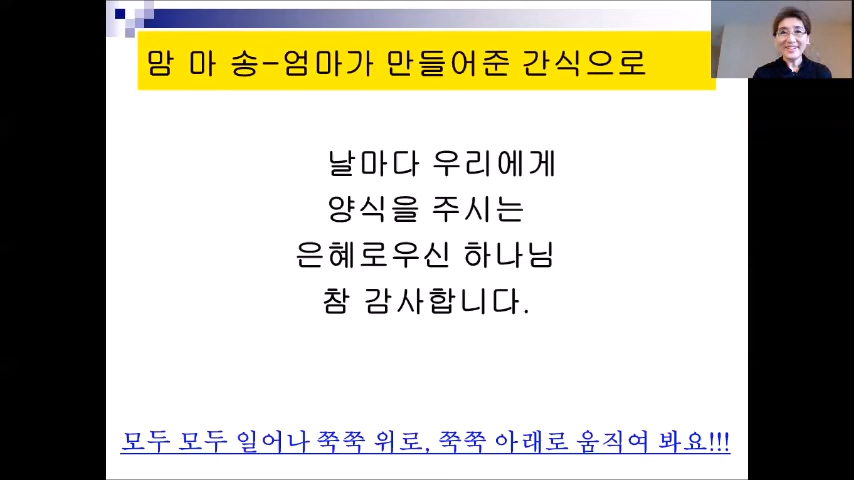 맘 마 송-엄마가 만들어준 간식으로
날마다 우리에게
양식을 주시는
은혜로우신 하나님
참 감사합니다.
모두 모두 일어나 쭉쭉 위로, 쭉쭉 아래로 움직여 봐요!!!